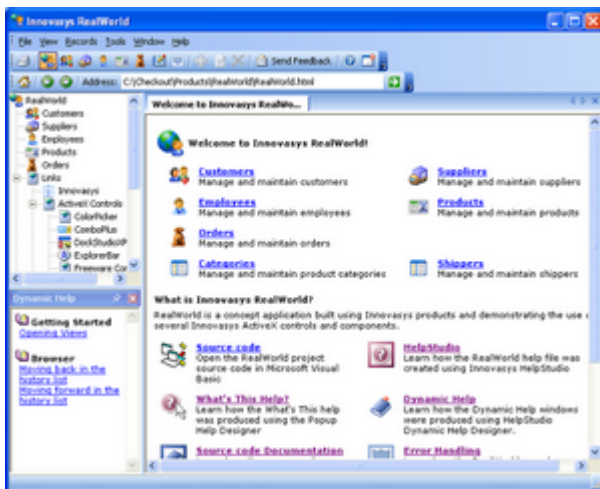 Innovasys RealWorld
File View Records Tools Window Help
Send Feedback
Address: C:\Checkout\Products\RealWorld\RealWorld.html
RealWorld
Customers
Suppliers
Employees
Products
Orders
Links
Innovasys
ActiveX Controls
ColorPicker
ComboPlus
DockStudioXP
ExplorerBar
Freeware Cor
Dynamic Help
Getting Started
Opening Views
Browser
Moving back in the
history list
Moving forward in the
history list
Welcome to Innovasys RealWo...
Welcome to Innovasys RealWorld!
Customers
Manage and maintain customers
Suppliers
Manage and maintain suppliers
Employees
Manage and maintain employees
Products
Manage and maintain products
Orders
Manage and maintain orders
Categories
Manage and maintain product categories
Shippers
Manage and maintain shippers
What is Innovasys RealWorld?
RealWorld is a concept application built using Innovasys products and demonstrating the use
several Innovasys ActiveX controls and components.
Source code
Open the RealWorld project
source code in Microsoft Visual
Basic
HelpStudio
Learn how the RealWorld help file was
created using Innovasys HelpStudio
What's This Help?
Learn how the What's This help
was produced using the Popup
Help Designer
Dynamic Help
Learn how the Dynamic Help windows
were produced using HelpStudio
Dynamic Help Designer.
Source code Documentation
Error Handling